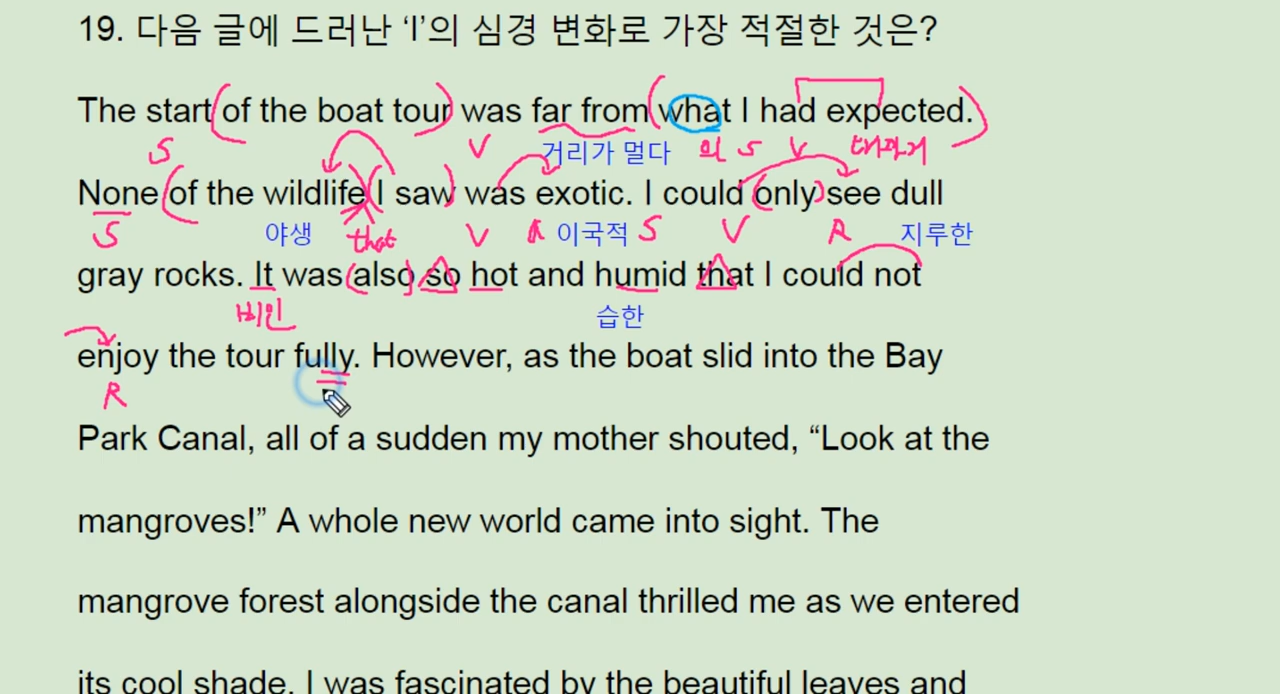 19. 다음 글에 드러난 ‘I’의 심경 변화로 가장 적절한 것은?
The start of the boat tour was far from what I had expected.
S V 거리가 멀다 S V 대과거
None of the wildlife I saw was exotic. I could only see dull
S 야생 that V 이국적 S V R 지루한
gray rocks. It was also so hot and humid that I could not
비인 습한
enjoy the tour fully. However, as the boat slid into the Bay
R
Park Canal, all of a sudden my mother shouted, “Look at the
mangroves!” A whole new world came into sight. The
mangrove forest alongside the canal thrilled me as we entered
its cool shade. I was fascinated by the beautiful leaves and